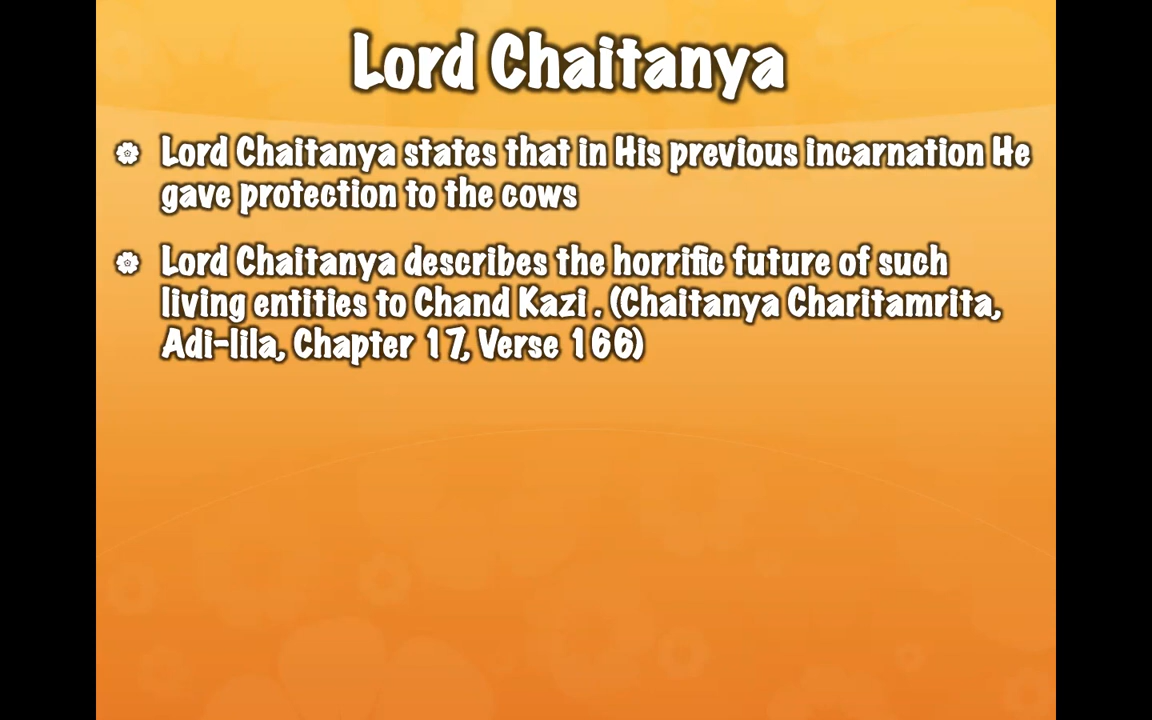 Lord Chaitanya
Lord Chaitanya states that in His previous incarnation He
gave protection to the cows
Lord Chaitanya describes the horrific future of such
living entities to Chand Kazi . (Chaitanya Charitamrita,
Adi-lila, Chapter 17, Verse 166)